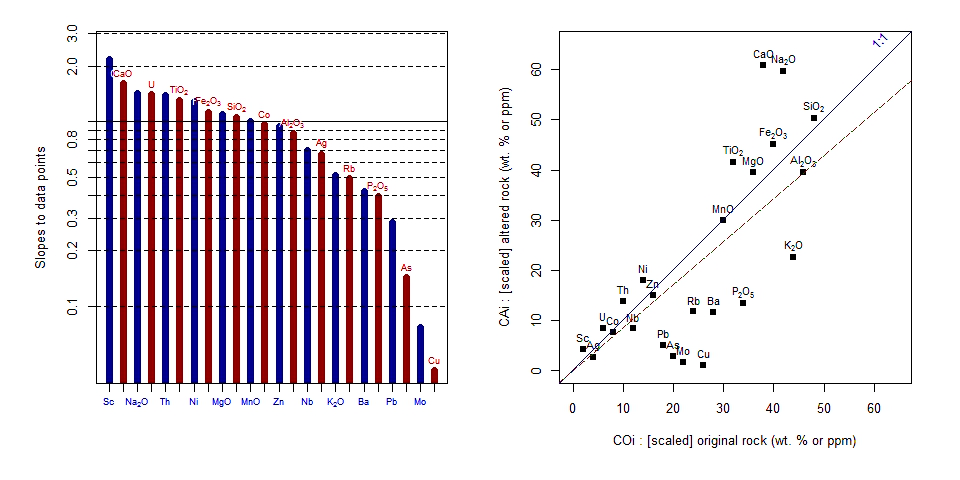 Slopes to data points
3.0
2.0
0.8
0.5
0.3
0.2
0.1
CaO
U
TiO₂
Fe₂O₃
SiO₂
Co
Al₂O₃
Ag
Rb
P₂O₅
As
Cu
Sc Na₂O Th Ni MgO MnO Zn Nb K₂O Ba Pb Mo
CAi : [scaled] altered rock (wt. % or ppm)
60
50
40
30
20
10
0
1:1
CaO
Na₂O
SiO₂
Fe₂O₃
TiO₂
MgO
Al₂O₃
MnO
K₂O
Ni
Zn
Th
Rb
Ba
P₂O₅
U
Co
Nb
Sc
Ag
Pb
As
Mo
Cu
0 10 20 30 40 50 60
COi : [scaled] original rock (wt. % or ppm)